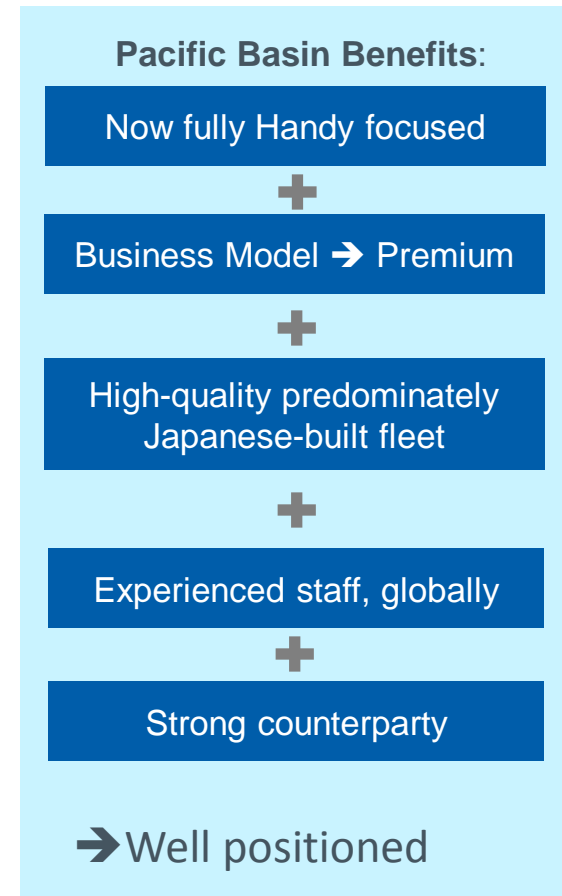 Pacific Basin Benefits:
Now fully Handy focused
Business Model ➔ Premium
High-quality predominately
Japanese-built fleet
Experienced staff, globally
Strong counterparty
➔Well positioned